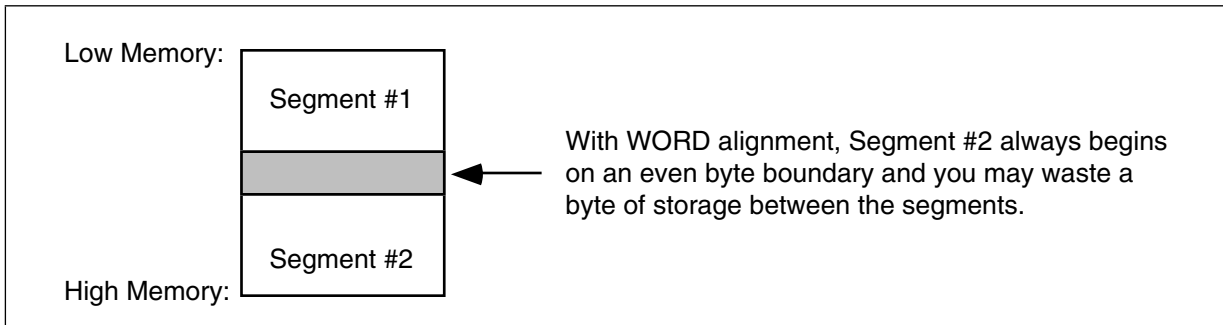 Low Memory:
Segment #1
With WORD alignment, Segment #2 always begins
on an even byte boundary and you may waste a
byte of storage between the segments.
Segment #2
High Memory: